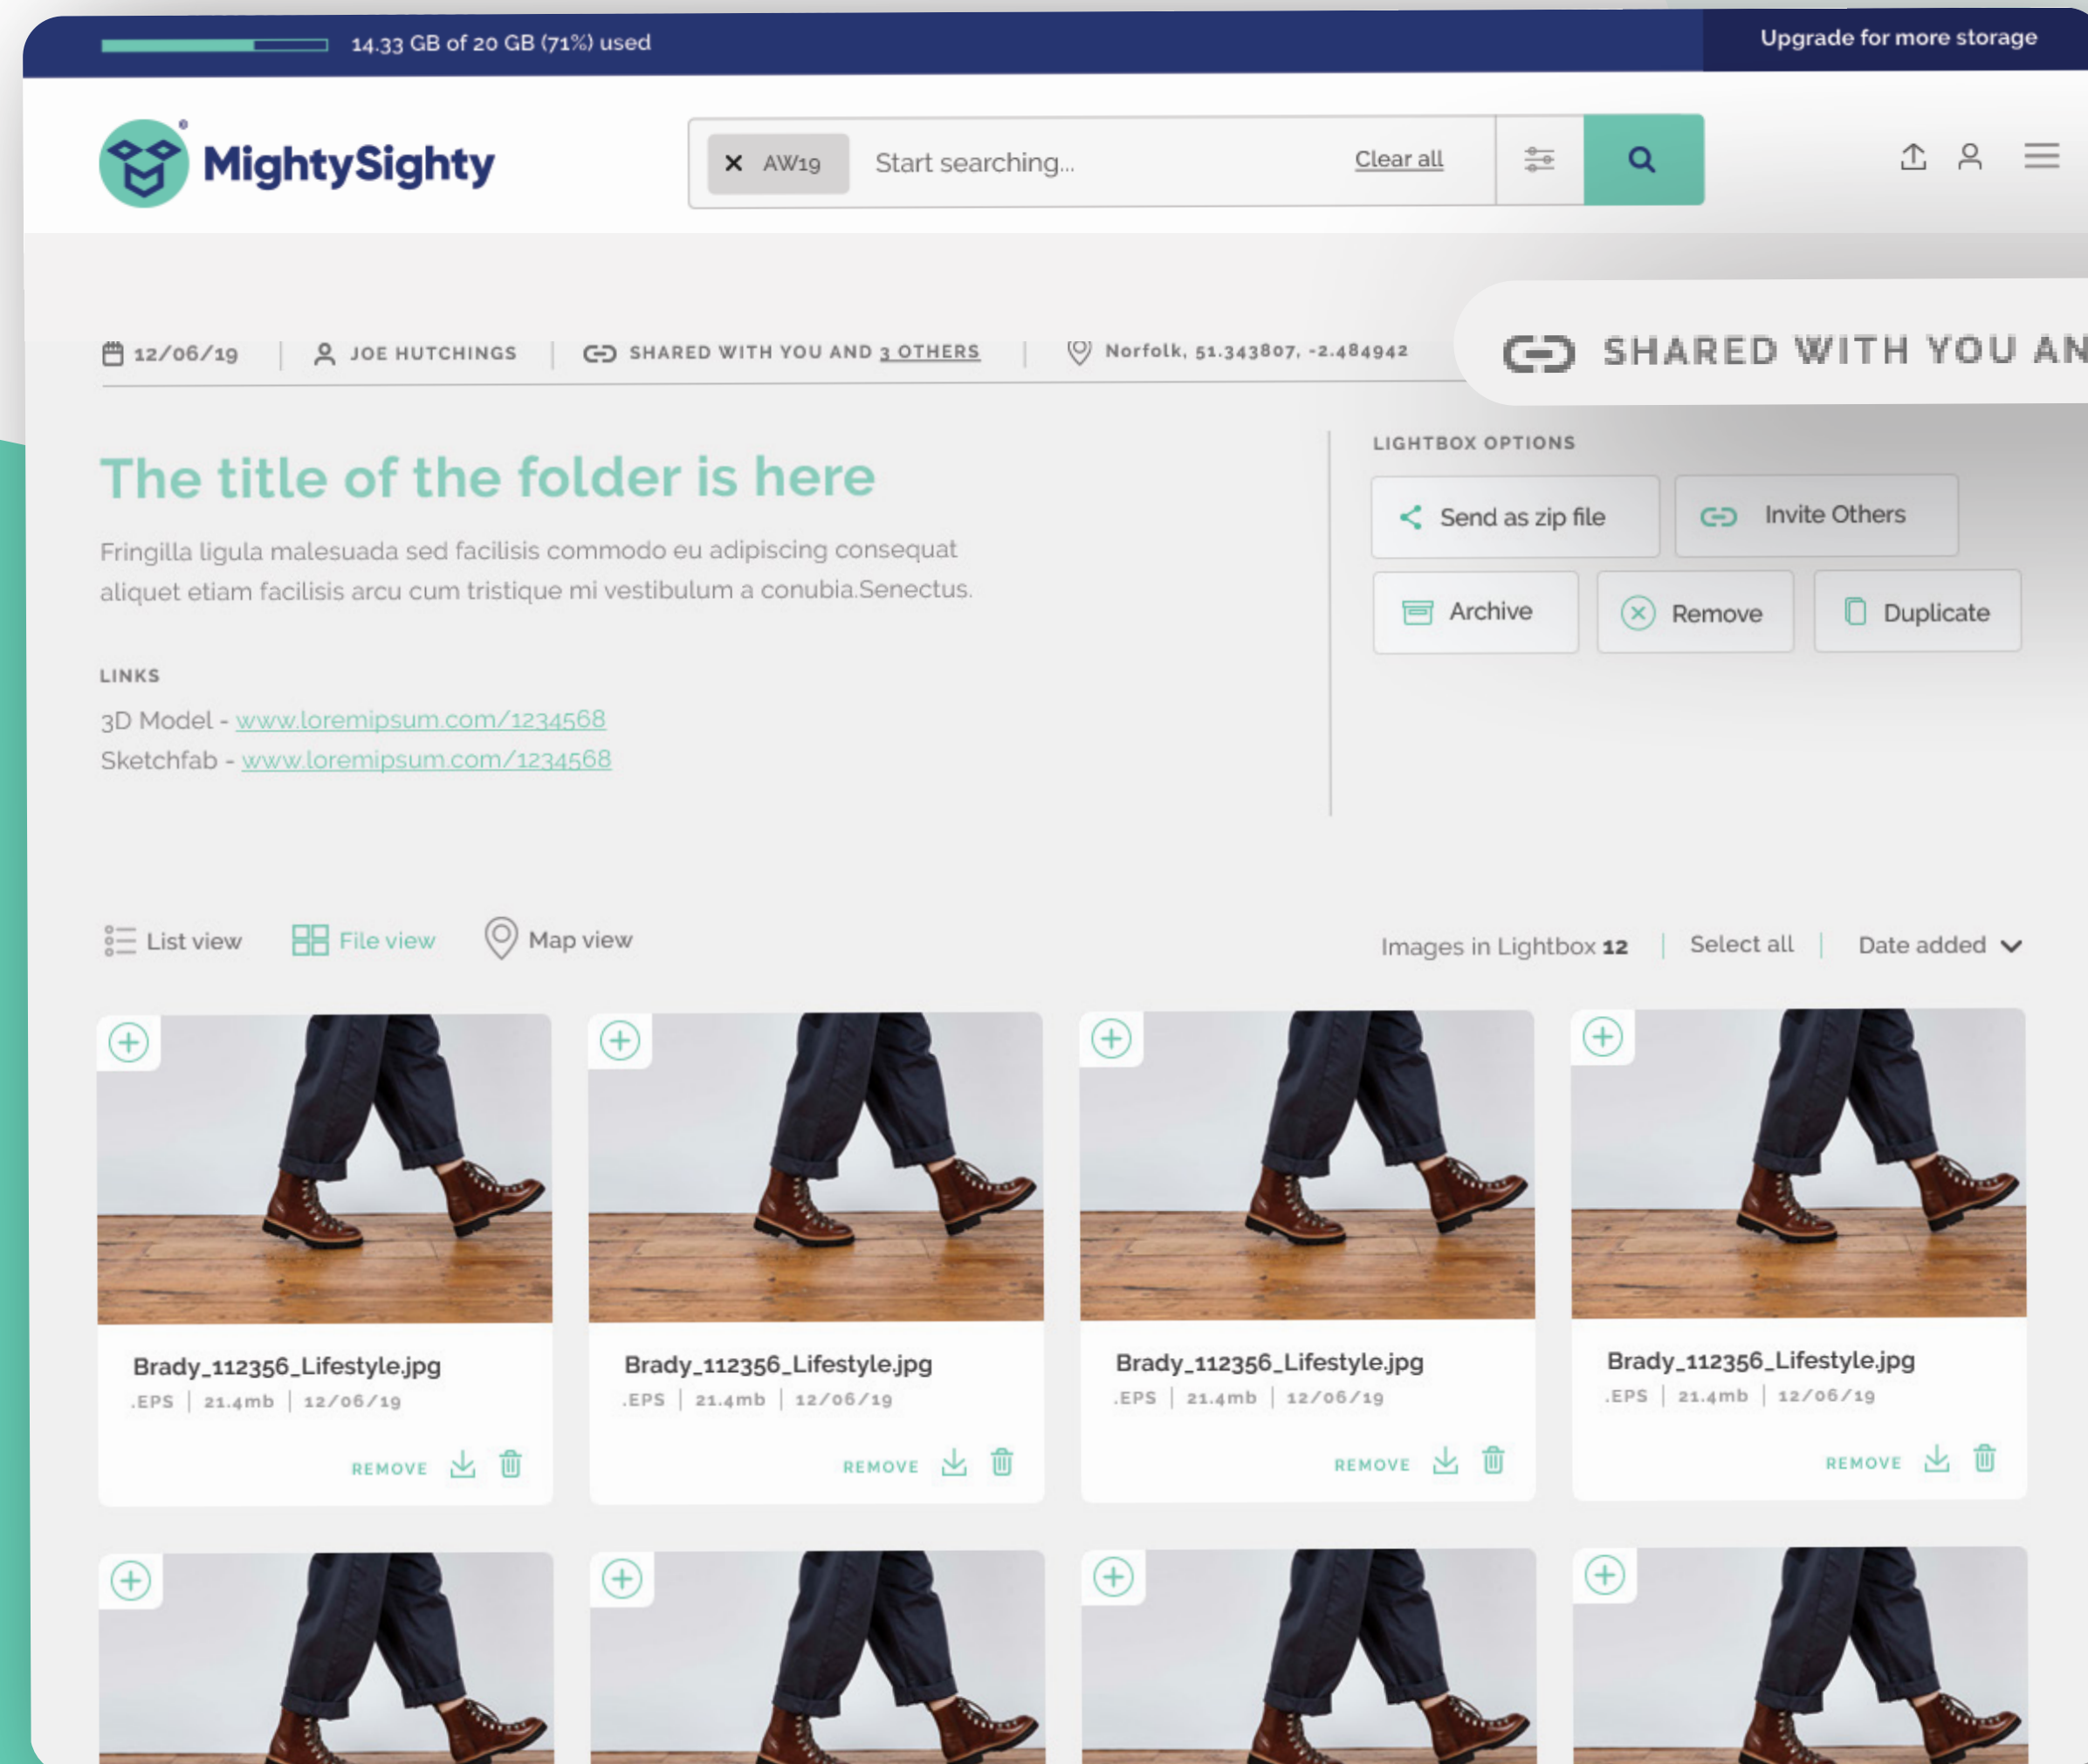 14.33 GB of 20 GB (71%) used
Upgrade for more storage
MightySighty
AW19 Start searching... Clear all
12/06/19 JOE HUTCHINGS SHARED WITH YOU AND 3 OTHERS Norfolk, 51.343807, -2.484942
SHARED WITH YOU AN
The title of the folder is here
Fringilla ligula malesuada sed facilisis commodo eu adipiscing consequat
aliquet etiam facilisis arcu cum tristique mi vestibulum a conubia.Senectus.
LINKS
3D Model - www.loremipsum.com/1234568
Sketchfab - www.loremipsum.com/1234568
LIGHTBOX OPTIONS
Send as zip file Invite Others
Archive Remove Duplicate
List view File view Map view
Images in Lightbox 12 Select all Date added
Brady_112356_Lifestyle.jpg
.EPS 21.4mb 12/06/19
REMOVE
Brady_112356_Lifestyle.jpg
.EPS 21.4mb 12/06/19
REMOVE
Brady_112356_Lifestyle.jpg
.EPS 21.4mb 12/06/19
REMOVE
Brady_112356_Lifestyle.jpg
.EPS 21.4mb 12/06/19
REMOVE